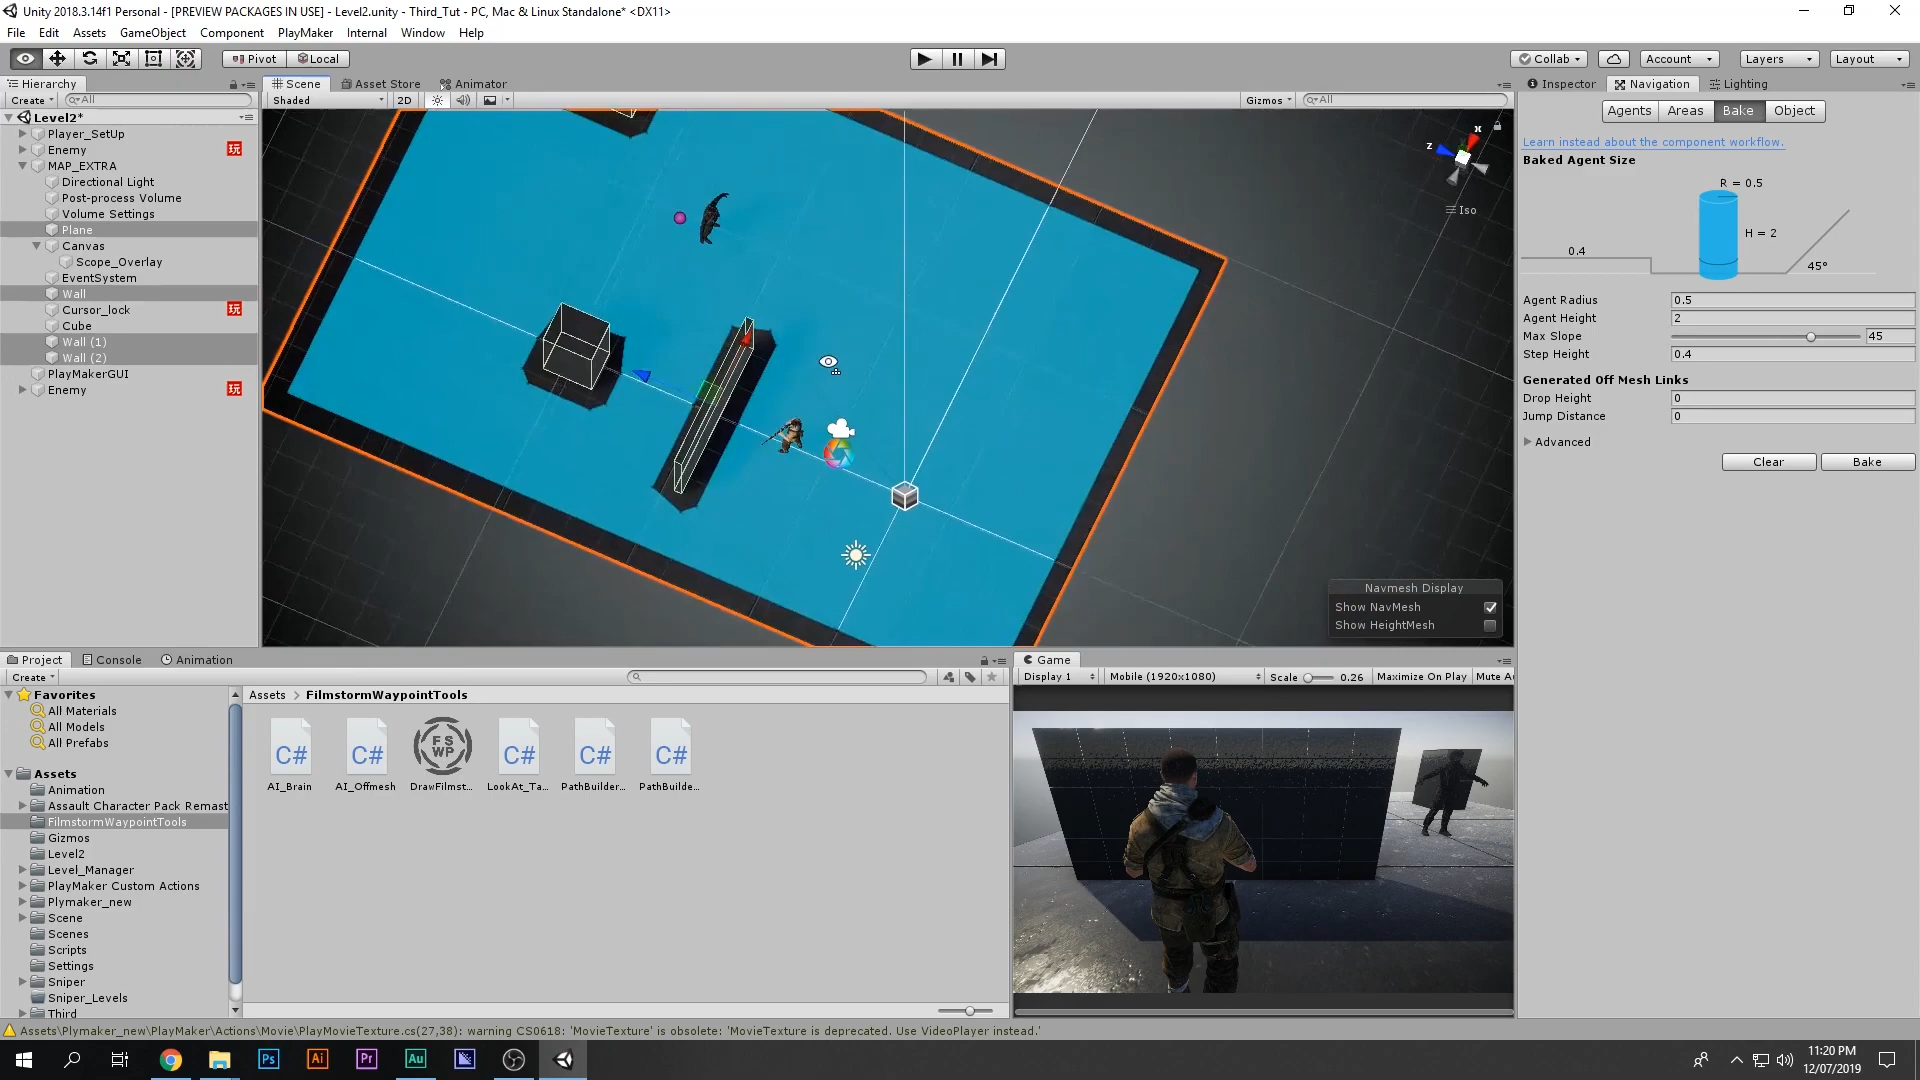 Unity 2018.3.14f1 Personal - [PREVIEW PACKAGES IN USE] - Level2.unity - Third_Tut - PC, Mac & Linux Standalone* <DX11>
File Edit Assets GameObject Component PlayMaker Internal Window Help
Pivot Local Collab Account Layers Layout
Hierarchy
Create All
Level2*
Player_SetUp
Enemy 玩
MAP_EXTRA
Directional Light
Post-process Volume
Volume Settings
Plane
Canvas
Scope_Overlay
EventSystem
Wall
Cursor_lock 玩
Cube
Wall (1)
Wall (2)
PlayMakerGUI
Enemy 玩
Scene Asset Store Animator
Shaded 2D Gizmos All
x
z
Iso
Navmesh Display
Show NavMesh
Show HeightMesh
Inspector Navigation Lighting
Agents Areas Bake Object
Learn instead about the component workflow.
Baked Agent Size
R = 0.5
H = 2
0.4
45°
Agent Radius 0.5
Agent Height 2
Max Slope 45
Step Height 0.4
Generated Off Mesh Links
Drop Height 0
Jump Distance 0
Advanced
Clear Bake
Project Console Animation
Create
Favorites
All Materials
All Models
All Prefabs
Assets
Animation
Assault Character Pack Remast
FilmstormWaypointTools
Gizmos
Level2
Level_Manager
PlayMaker Custom Actions
Plymaker_new
Scene
Scenes
Scripts
Settings
Sniper
Sniper_Levels
Third
Assets > FilmstormWaypointTools
C# C# FS WP C# C# C#
AI_Brain AI_Offmesh DrawFilmst... LookAt_Ta... PathBuilder... PathBuilde...
Game
Display 1 Mobile (1920x1080) Scale 0.26 Maximize On Play Mute A
Assets\Plymaker_new\PlayMaker\Actions\Movie\PlayMovieTexture.cs(27,38): warning CS0618: 'MovieTexture' is obsolete: 'MovieTexture is deprecated. Use VideoPlayer instead.'
Ps Ai Pr Au
11:20 PM
12/07/2019